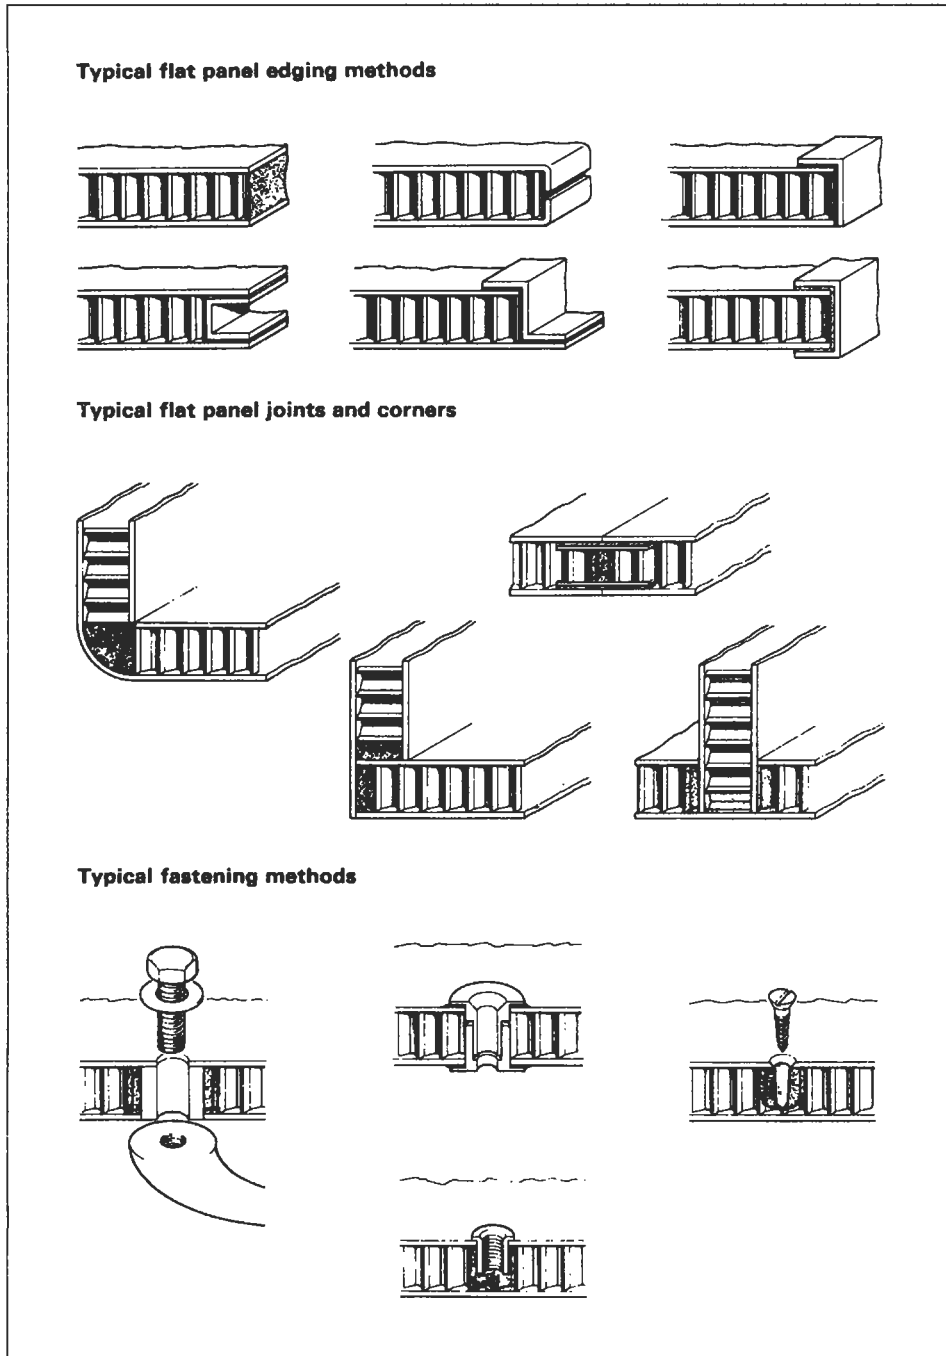 Typical flat panel edging methods
Typical flat panel joints and corners
Typical fastening methods